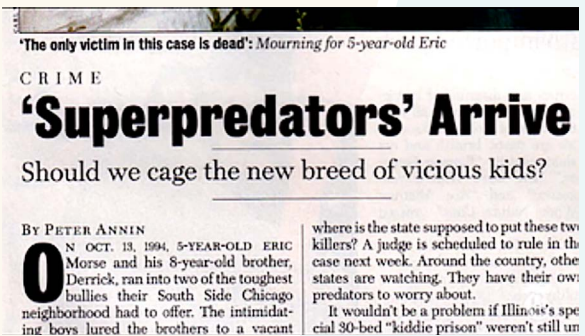 'The only victim in this case is dead': Mourning for 5-year-old Eric
CRIME
'Superpredators' Arrive
Should we cage the new breed of vicious kids?
BY PETER ANNIN
ON OCT. 13, 1994, 5-YEAR-OLD ERIC
Morse and his 8-year-old brother,
Derrick, ran into two of the toughest
bullies their South Side Chicago
neighborhood had to offer. The intimidat-
ing boys lured the brothers to a vacant
where is the state supposed to put these
killers? A judge is scheduled to rule in
case next week. Around the country,
states are watching. They have their
predators to worry about.
It wouldn't be a problem if Illinois's
cial 30-bed "kiddie prison" weren't still